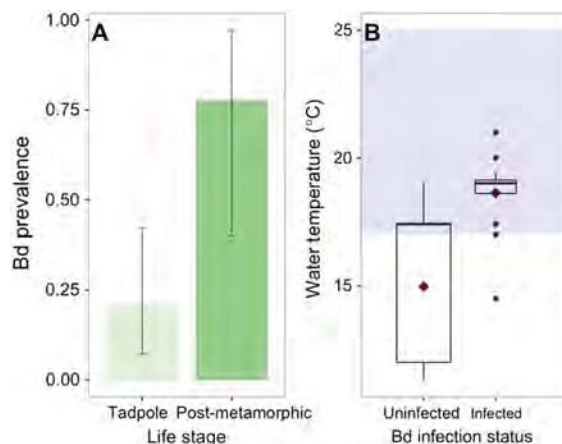 A
1.00
0.75
0.50
0.25
0.00
Bd prevalence
Tadpole Post-metamorphic
Life stage
B
25
20
15
Water temperature (°C)
Uninfected Infected
Bd infection status